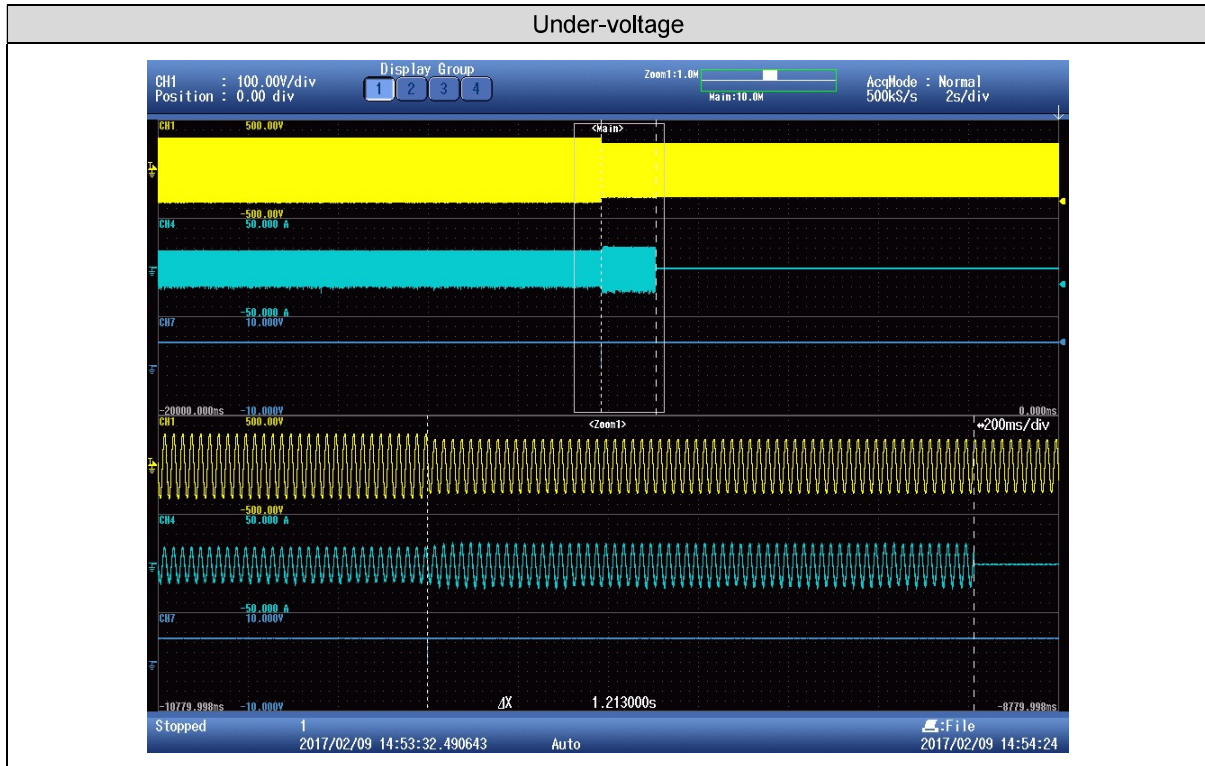 Under-voltage
CH1 : 100.00V/div Display Group Zoom1:1.0M AcqMode : Normal
Position : 0.00 div 1 2 3 4 Main:10.0M 500kS/s 2s/div
CH1 500.00V <Main>
-500.00V
CH4 50.000 A
-50.000 A
CH7 10.000V
-20000.000ms -10.000V 0.000ms
CH1 500.00V <Zoom1> 200ms/div
-500.00V
CH4 50.000 A
-50.000 A
CH7 10.000V
ΔX 1.213000s
-10779.998ms -10.000V -8779.998ms
Stopped 1 :File
2017/02/09 14:53:32.490643 Auto 2017/02/09 14:54:24